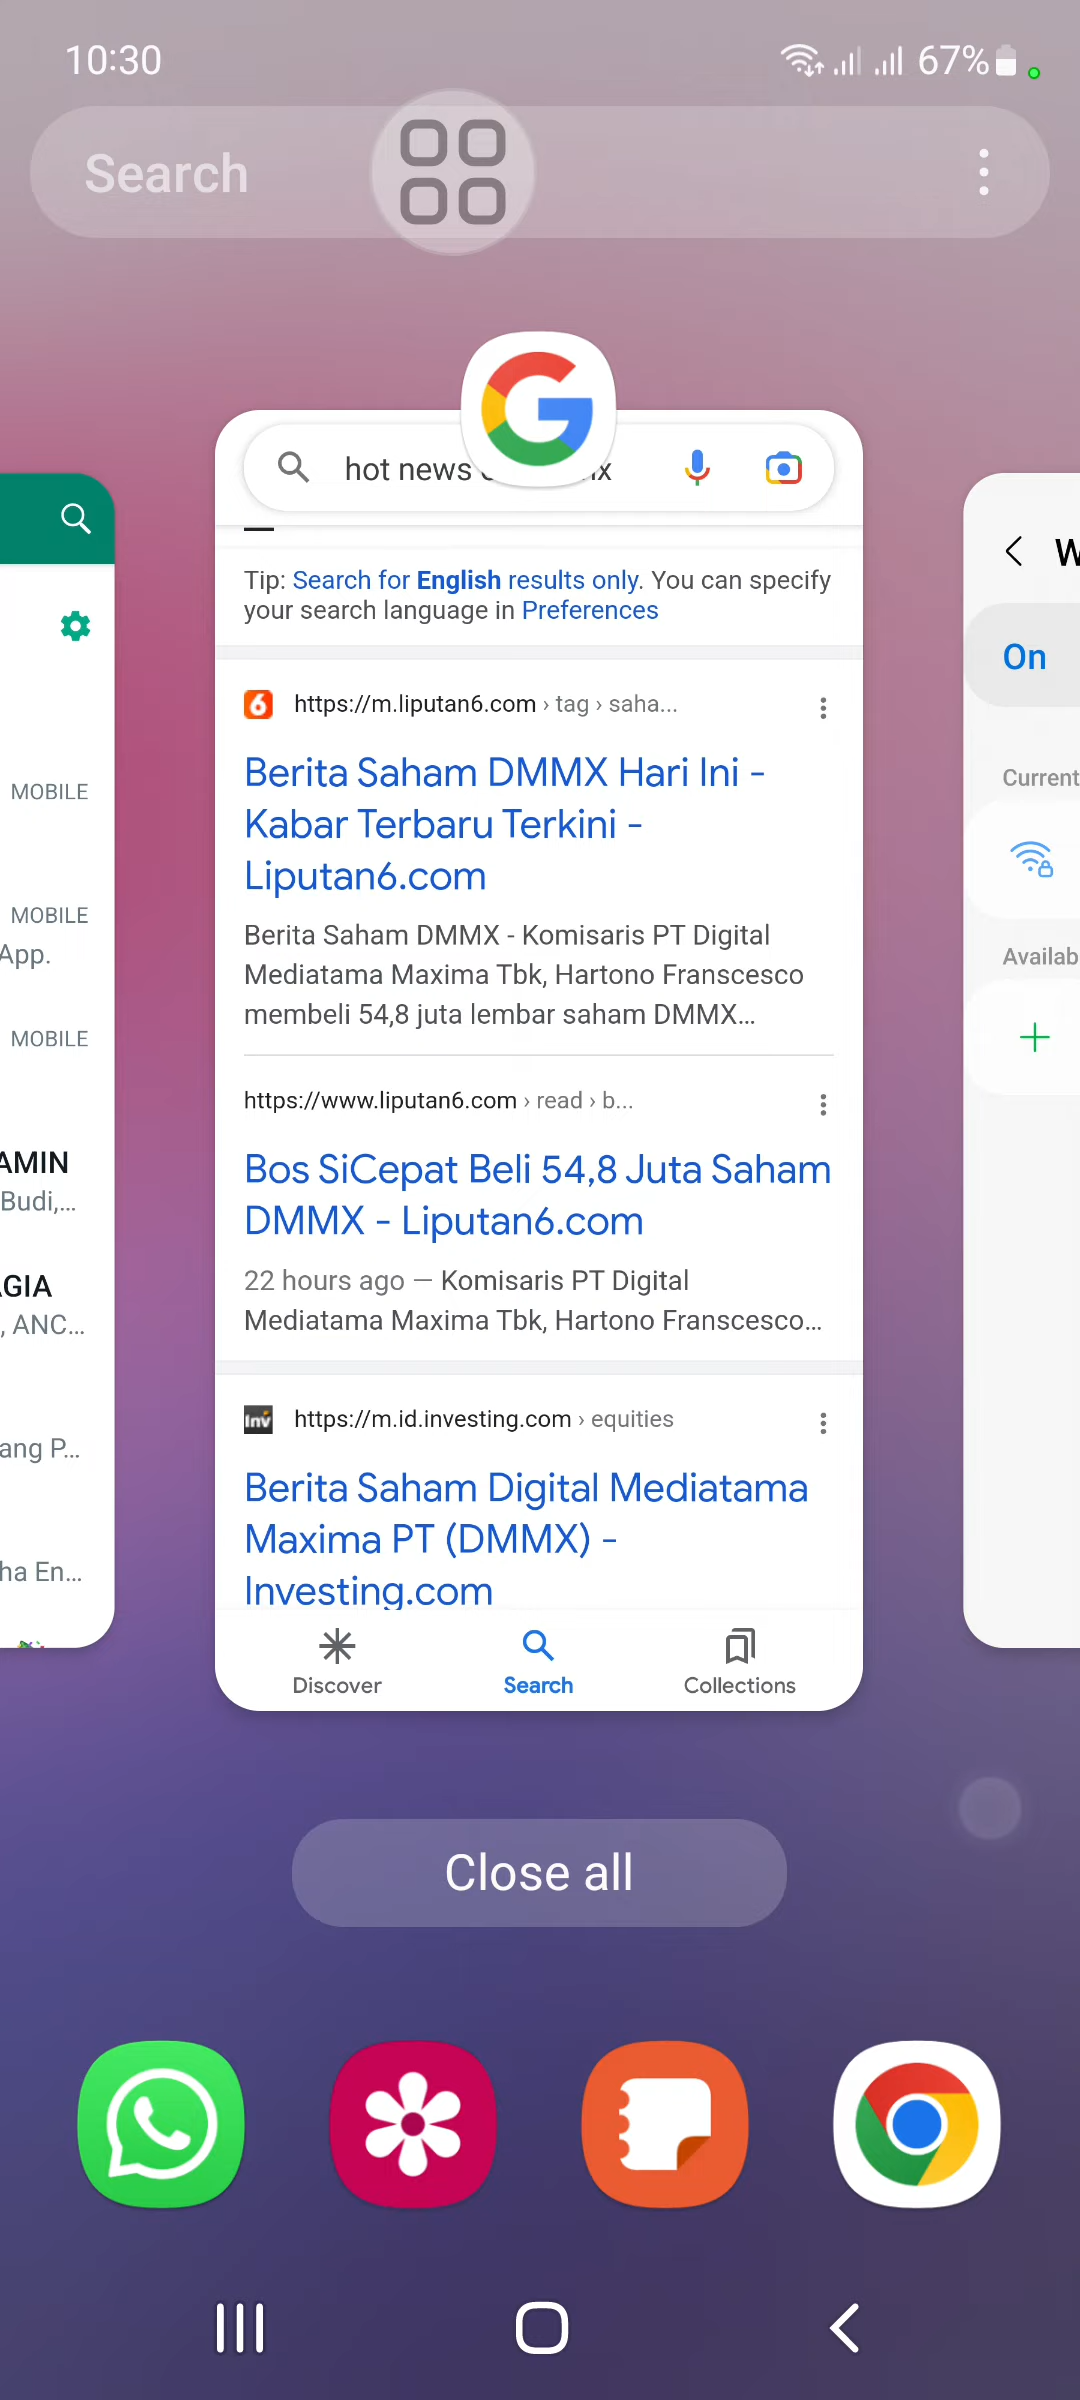 10:30
67%
Search
hot news
Tip: Search for English results only. You can specify
your search language in Preferences
https://m.liputan6.com › tag › saha...
Berita Saham DMMX Hari Ini -
Kabar Terbaru Terkini -
Liputan6.com
Berita Saham DMMX - Komisaris PT Digital
Mediatama Maxima Tbk, Hartono Franscesco
membeli 54,8 juta lembar saham DMMX...
https://www.liputan6.com › read › b...
Bos SiCepat Beli 54,8 Juta Saham
DMMX - Liputan6.com
22 hours ago — Komisaris PT Digital
Mediatama Maxima Tbk, Hartono Franscesco...
Inv
https://m.id.investing.com › equities
Berita Saham Digital Mediatama
Maxima PT (DMMX) -
Investing.com
Discover
Search
Collections
MOBILE
MOBILE
App.
MOBILE
AMIN
Budi,...
GIA
, ANC...
ang P...
ha En...
W
On
Current
Availab
Close all